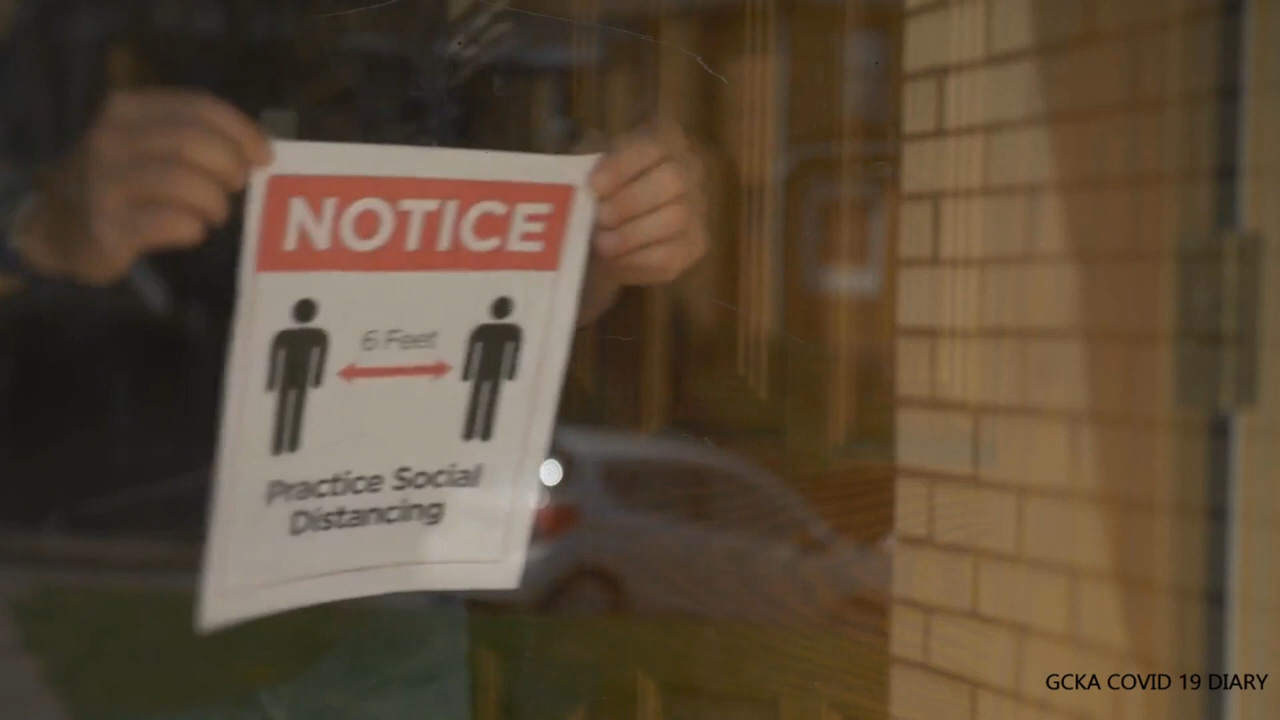 NOTICE
6 Feet
Practice Social
Distancing
GCKA COVID 19 DIARY